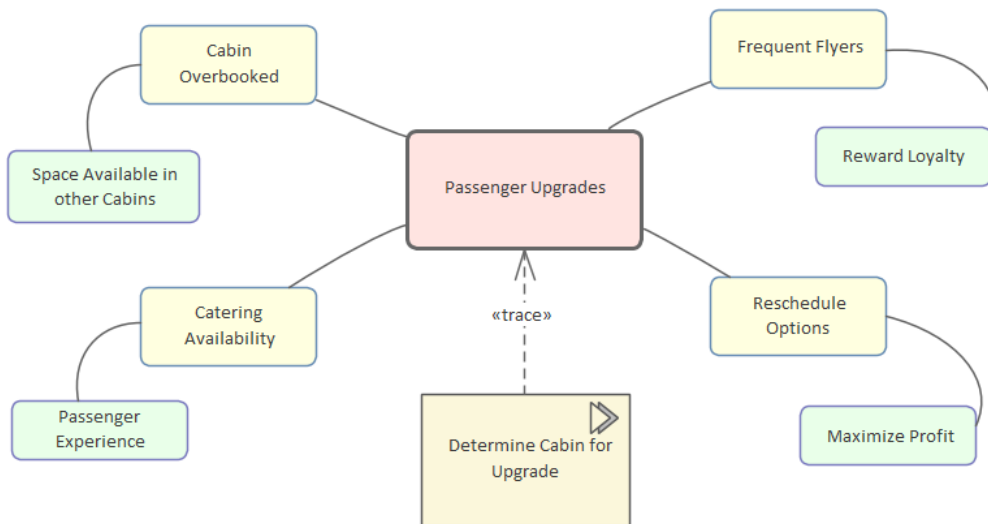 Cabin
Overbooked
Frequent Flyers
Space Available in
other Cabins
Reward Loyalty
Passenger Upgrades
Catering
Availability
Reschedule
Options
«trace»
Passenger
Experience
Maximize Profit
Determine Cabin for
Upgrade